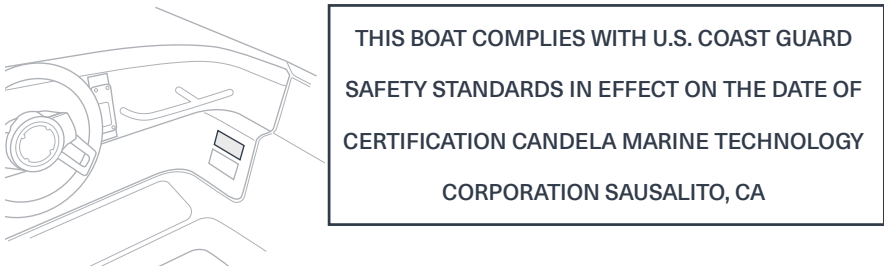 THIS BOAT COMPLIES WITH U.S. COAST GUARD
SAFETY STANDARDS IN EFFECT ON THE DATE OF
CERTIFICATION CANDELA MARINE TECHNOLOGY
CORPORATION SAUSALITO, CA